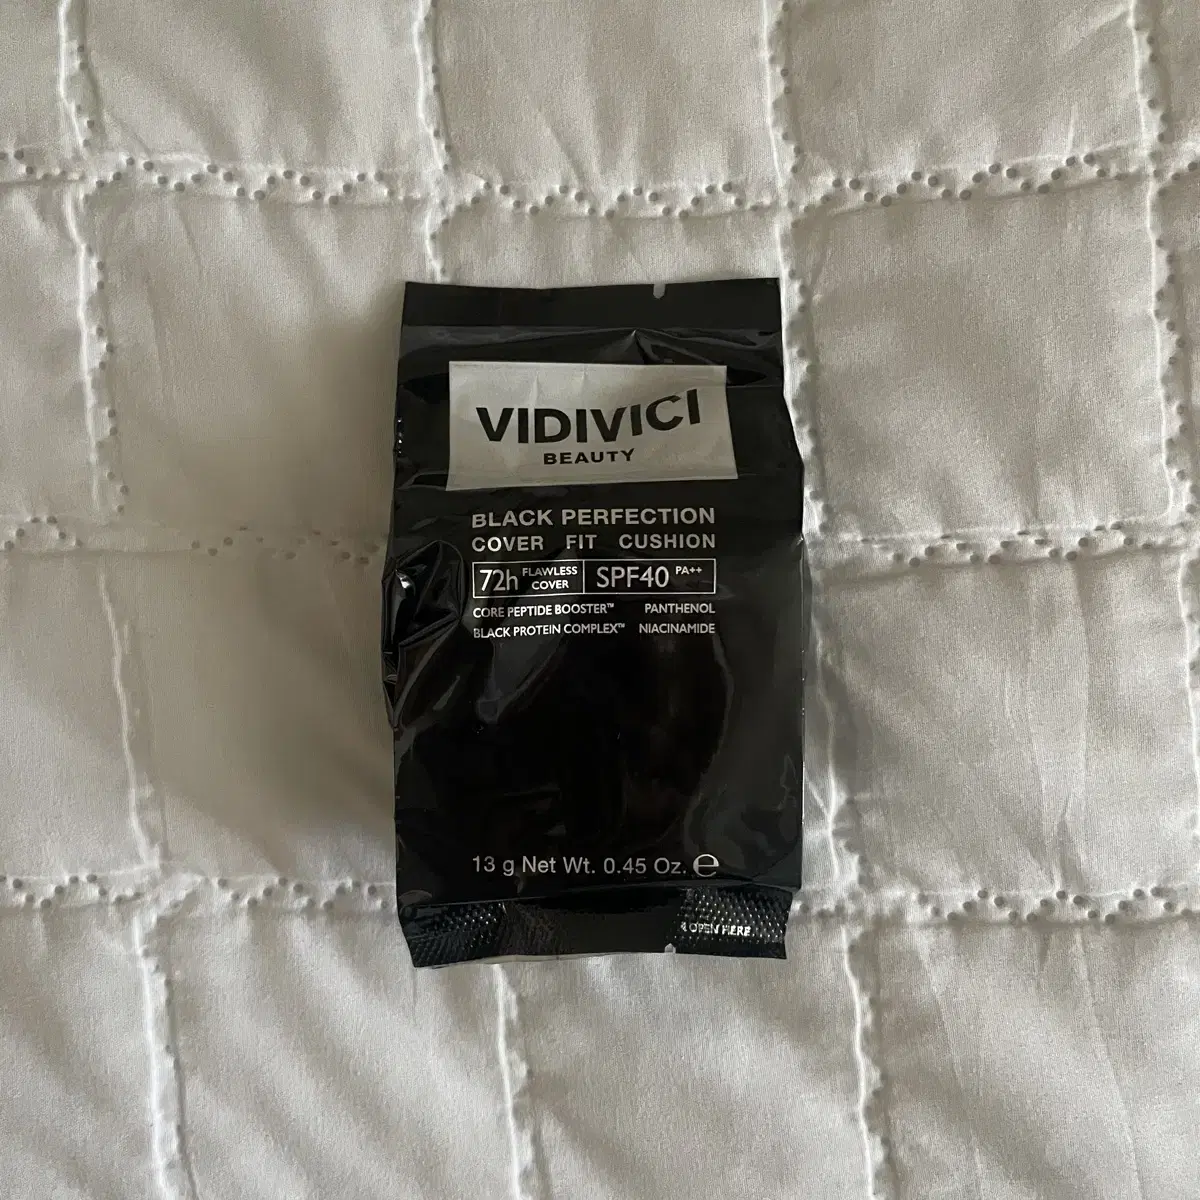 VIDIVICI
BEAUTY
BLACK PERFECTION
COVER FIT CUSHION
72h FLAWLESS COVER SPF40 PA++
CORE PEPTIDE BOOSTER™ PANTHENOL
BLACK PROTEIN COMPLEX™ NIACINAMIDE
13 g Net Wt. 0.45 Oz. ℮
OPEN HERE